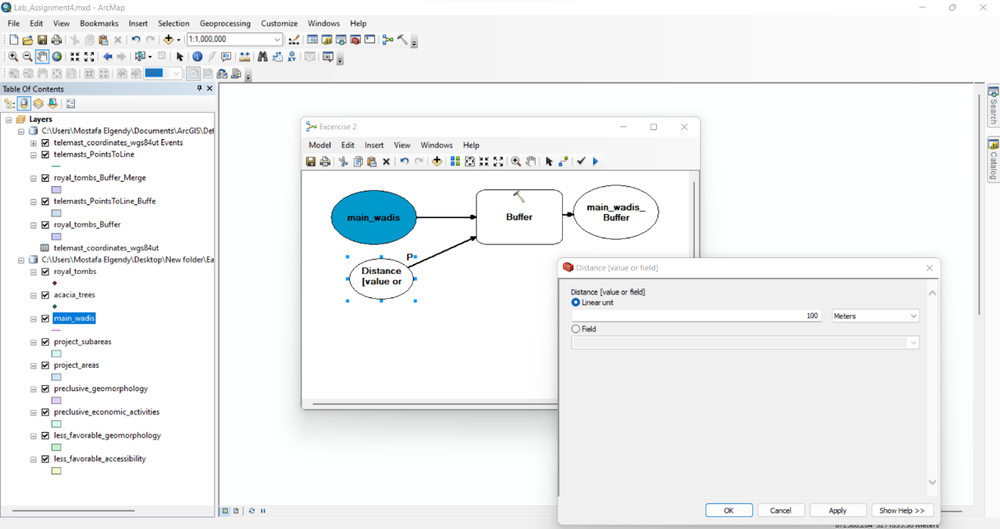 Lab_Assignment4.mxd - ArcMap
File Edit View Bookmarks Insert Selection Geoprocessing Customize Windows Help
1:1,000,000
Table Of Contents
Layers
C:\Users\Mostafa Elgendy\Documents\ArcGIS\Def
telemast_coordinates_wgs84ut Events
telemasts_PointsToLine
royal_tombs_Buffer_Merge
telemasts_PointsToLine_Buffe
royal_tombs_Buffer
telemast_coordinates_wgs84ut
C:\Users\Mostafa Elgendy\Desktop\New folder\Ea
royal_tombs
acacia_trees
main_wadis
project_subareas
project_areas
preclusive_geomorphology
preclusive_economic_activities
less_favorable_geomorphology
less_favorable_accessibility
Excercise 2
Model Edit Insert View Windows Help
main_wadis
Buffer
main_wadis_
Buffer
P
Distance
[value or
Distance [value or field]
Distance [value or field]
Linear unit
100 Meters
Field
OK Cancel Apply Show Help >>
Search
Catalog